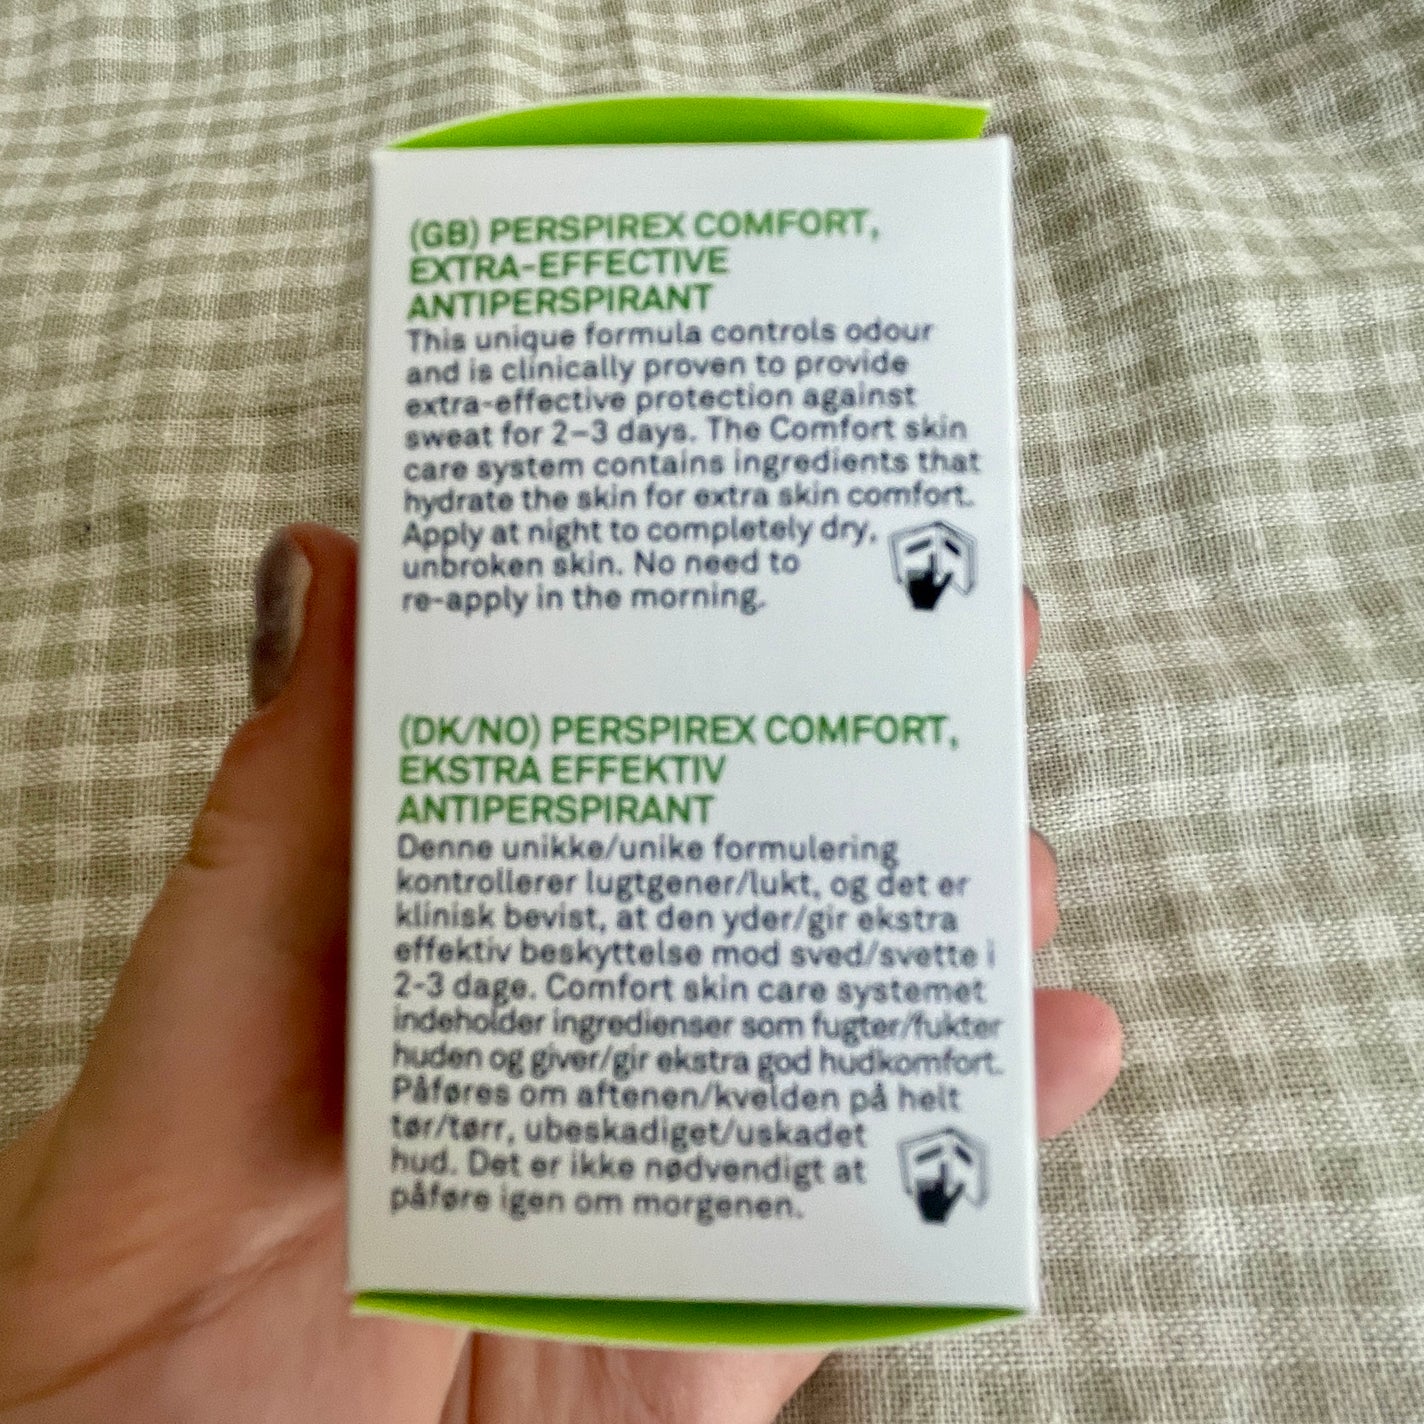 (GB) PERSPIREX COMFORT,
EXTRA-EFFECTIVE
ANTIPERSPIRANT
This unique formula controls odour
and is clinically proven to provide
extra-effective protection against
sweat for 2–3 days. The Comfort skin
care system contains ingredients that
hydrate the skin for extra skin comfort.
Apply at night to completely dry,
unbroken skin. No need to
re-apply in the morning.
(DK/NO) PERSPIREX COMFORT,
EKSTRA EFFEKTIV
ANTIPERSPIRANT
Denne unikke/unike formulering
kontrollerer lugtgener/lukt, og det er
klinisk bevist, at den yder/gir ekstra
effektiv beskyttelse mod sved/svette i
2-3 dage. Comfort skin care systemet
indeholder ingredienser som fugter/fukter
huden og giver/gir ekstra god hudkomfort.
Påføres om aftenen/kvelden på helt
tør/tørr, ubeskadiget/uskadet
hud. Det er ikke nødvendigt at
påføre igen om morgenen.